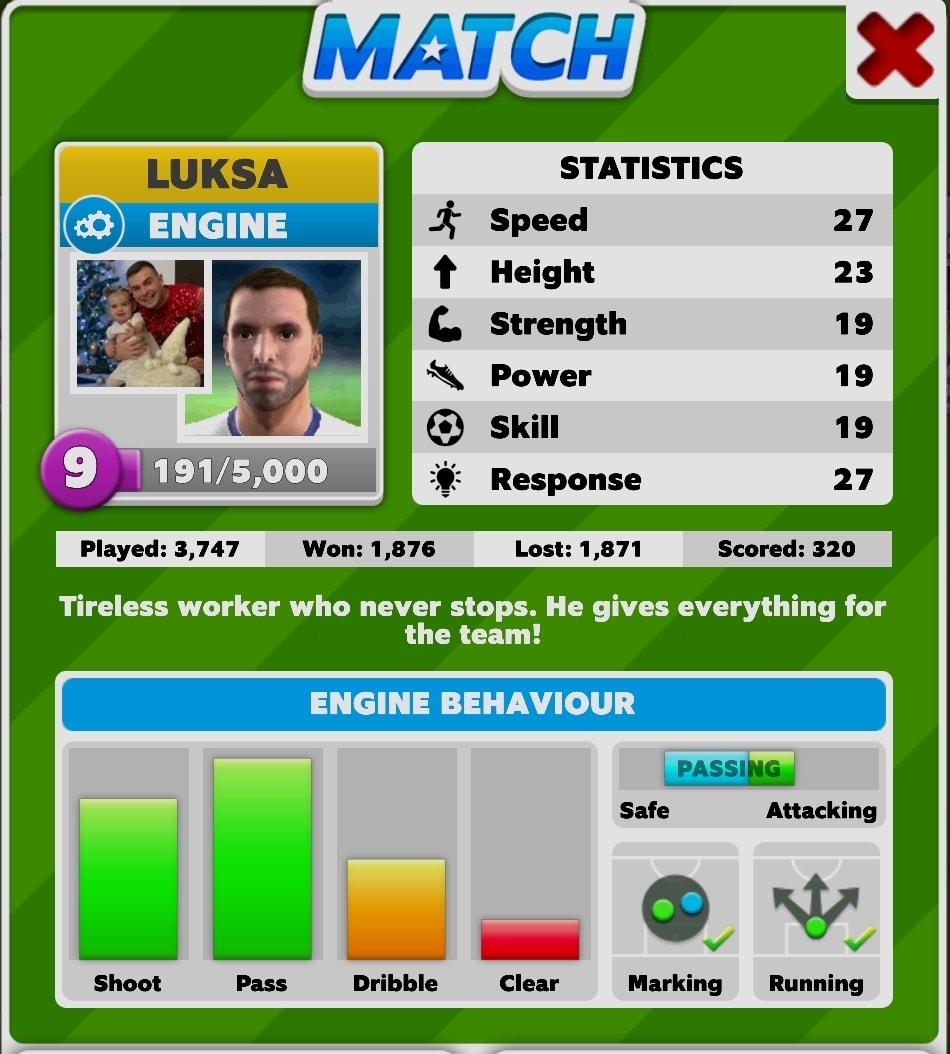 MATCH
LUKSA
ENGINE
9
191/5,000
STATISTICS
Speed 27
Height 23
Strength 19
Power 19
Skill 19
Response 27
Played: 3,747 Won: 1,876 Lost: 1,871 Scored: 320
Tireless worker who never stops. He gives everything for
the team!
ENGINE BEHAVIOUR
PASSING
Safe Attacking
Shoot Pass Dribble Clear
Marking Running